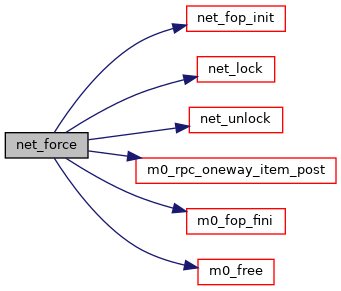 net_fop_init
net_lock
net_unlock
net_force
m0_rpc_oneway_item_post
m0_fop_fini
m0_free